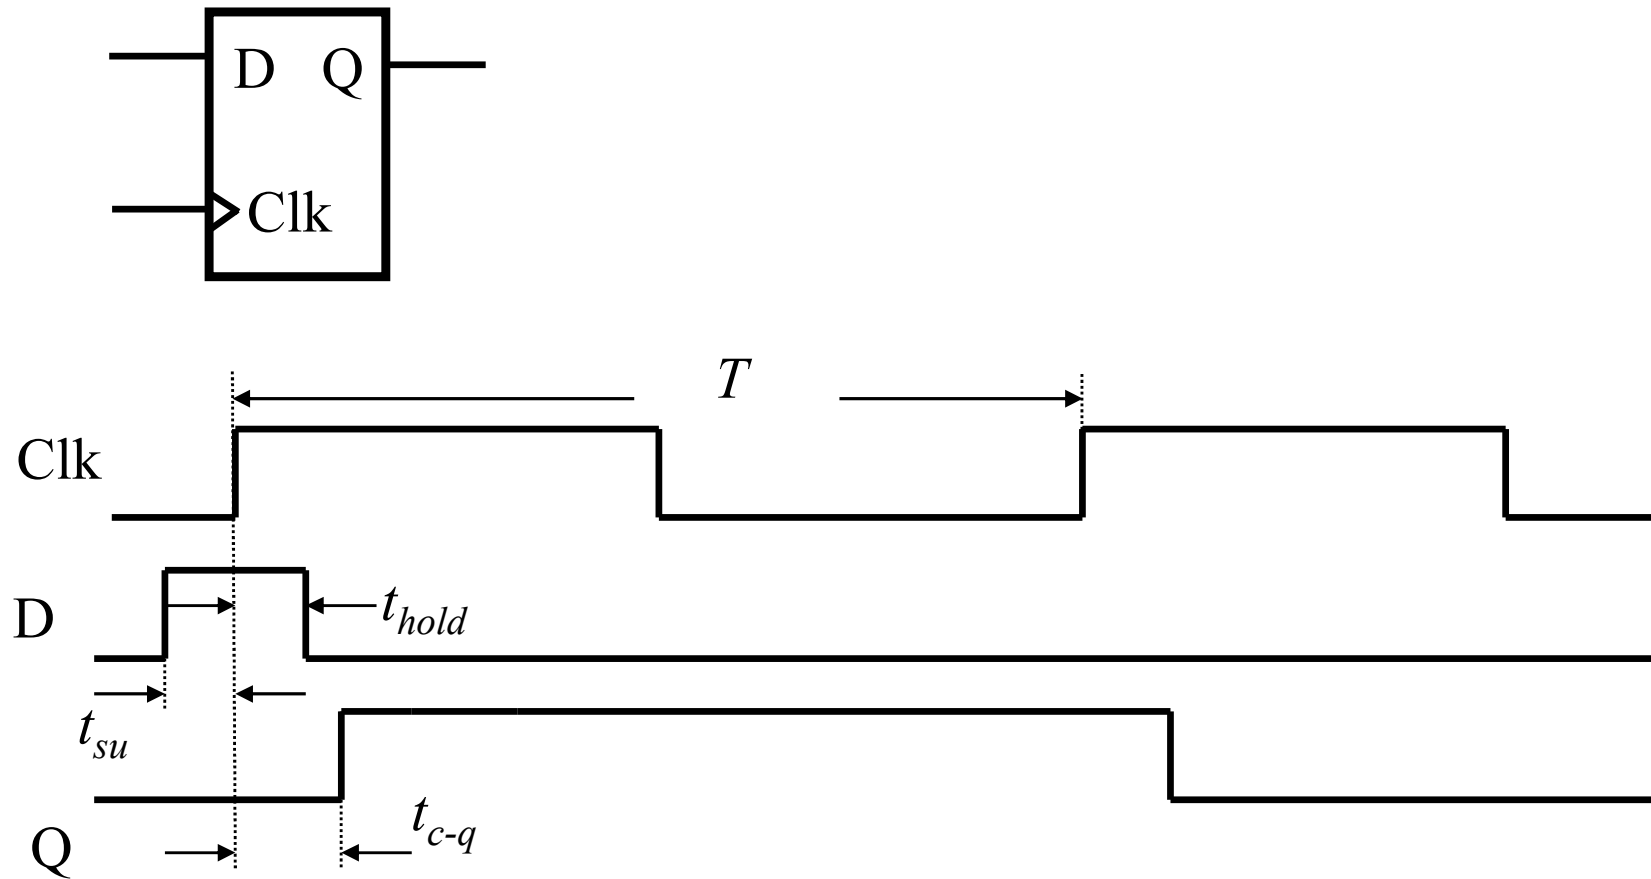 D Q
Clk
T
Clk
D
t_hold
t_su
t_c-q
Q